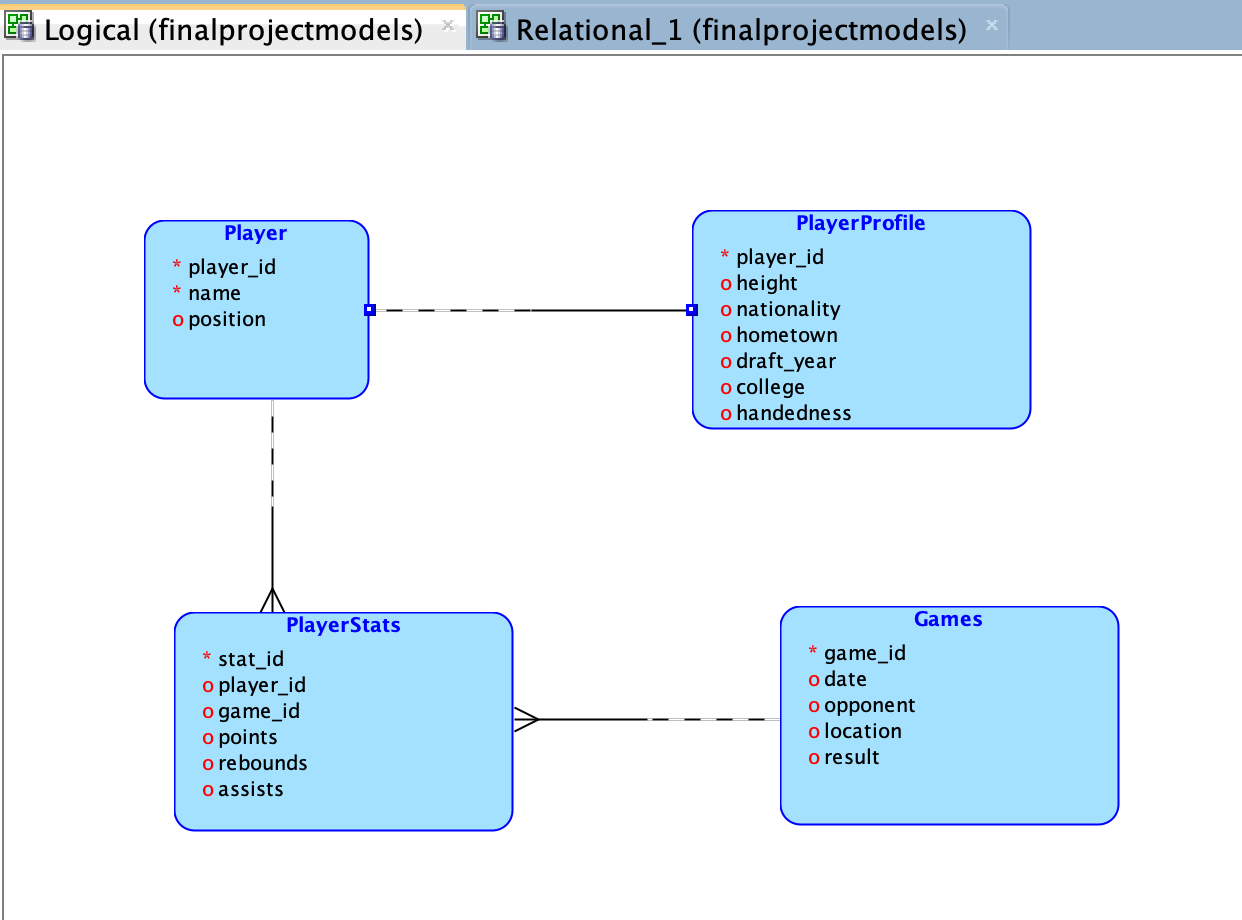 Logical (finalprojectmodels)
Relational_1 (finalprojectmodels)
Player
* player_id
* name
o position
PlayerProfile
* player_id
o height
o nationality
o hometown
o draft_year
o college
o handedness
PlayerStats
* stat_id
o player_id
o game_id
o points
o rebounds
o assists
Games
* game_id
o date
o opponent
o location
o result